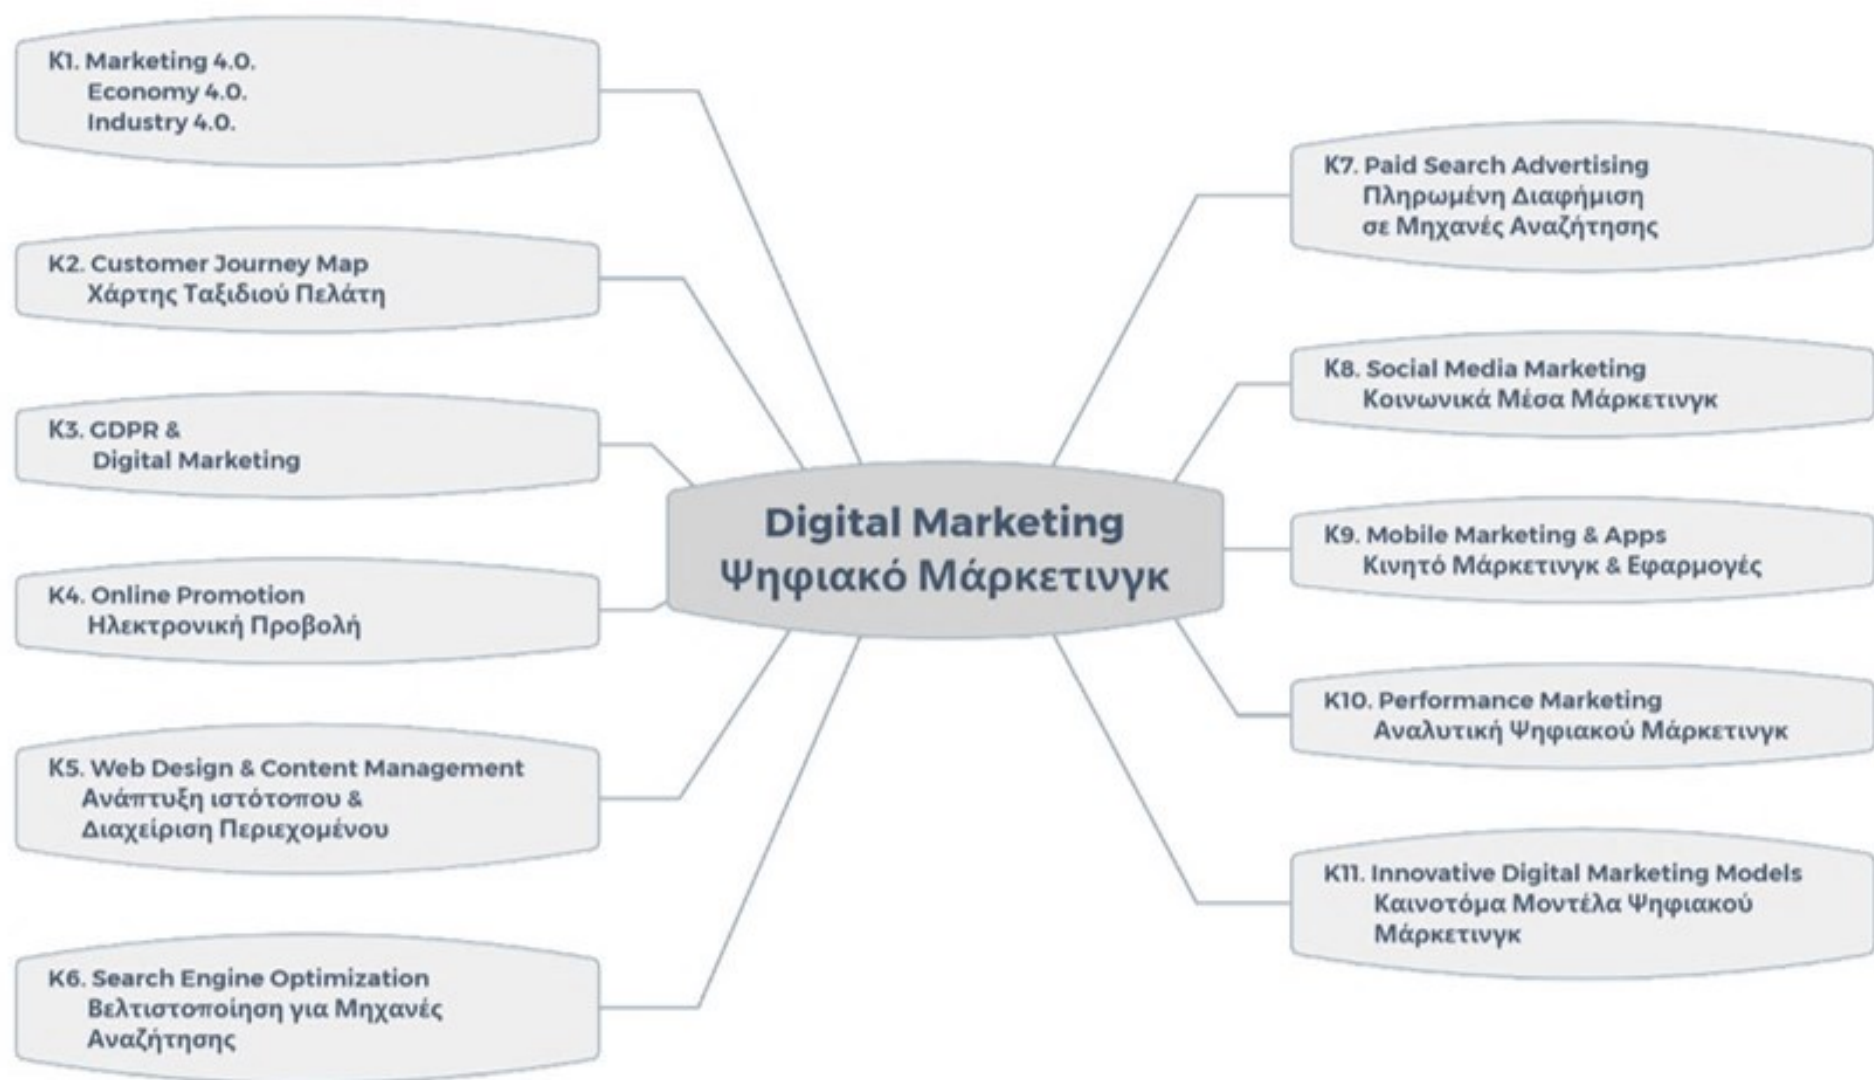 K1. Marketing 4.0.
Economy 4.0.
Industry 4.0.
K2. Customer Journey Map
Χάρτης Ταξιδιού Πελάτη
K3. GDPR &
Digital Marketing
K4. Online Promotion
Ηλεκτρονική Προβολή
K5. Web Design & Content Management
Ανάπτυξη ιστότοπου &
Διαχείριση Περιεχομένου
K6. Search Engine Optimization
Βελτιστοποίηση για Μηχανές
Αναζήτησης
Digital Marketing
Ψηφιακό Μάρκετινγκ
K7. Paid Search Advertising
Πληρωμένη Διαφήμιση
σε Μηχανές Αναζήτησης
K8. Social Media Marketing
Κοινωνικά Μέσα Μάρκετινγκ
K9. Mobile Marketing & Apps
Κινητό Μάρκετινγκ & Εφαρμογές
K10. Performance Marketing
Αναλυτική Ψηφιακού Μάρκετινγκ
K11. Innovative Digital Marketing Models
Καινοτόμα Μοντέλα Ψηφιακού
Μάρκετινγκ